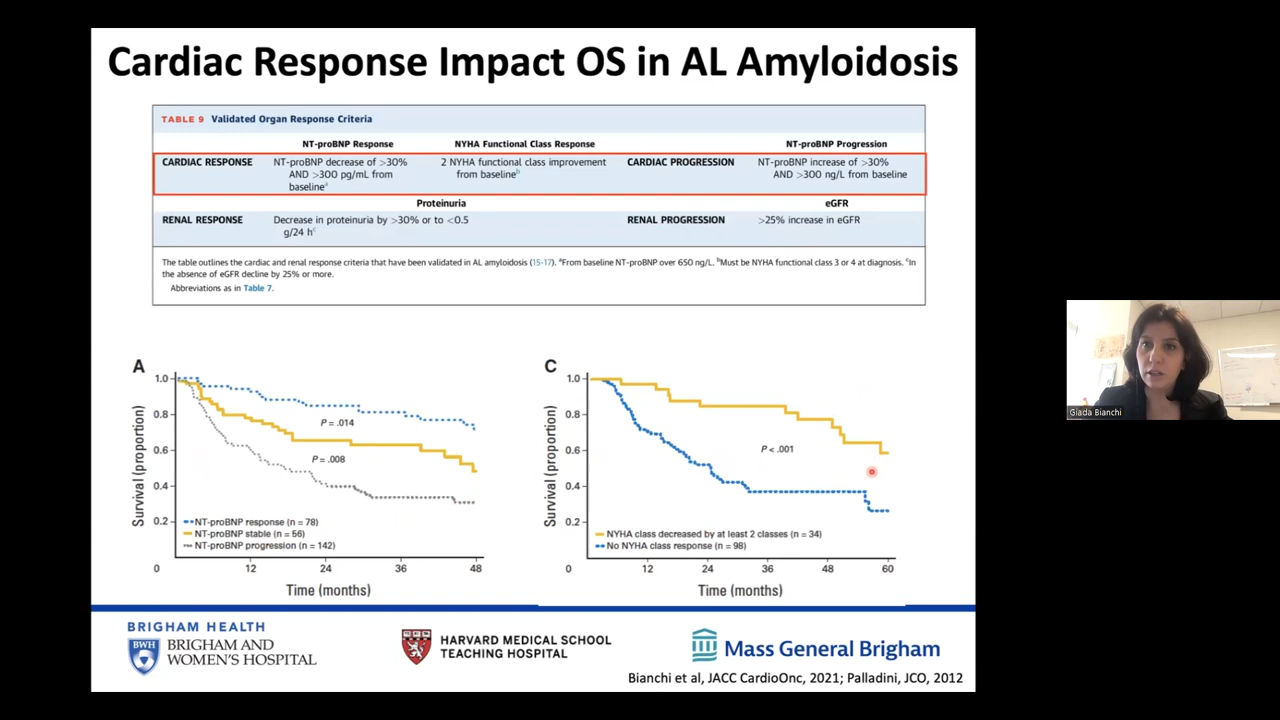 Cardiac Response Impact OS in AL Amyloidosis
TABLE 9 Validated Organ Response Criteria
NT-proBNP Response NYHA Functional Class Response NT-proBNP Progression
CARDIAC RESPONSE NT-proBNP decrease of >30% 2 NYHA functional class improvement CARDIAC PROGRESSION NT-proBNP increase of >30%
AND >300 pg/mL from from baselineb AND >300 ng/L from baseline
baselinea
Proteinuria eGFR
RENAL RESPONSE Decrease in proteinuria by >30% or to <0.5 RENAL PROGRESSION >25% increase in eGFR
g/24 hc
The table outlines the cardiac and renal response criteria that have been validated in AL amyloidosis (15-17). aFrom baseline NT-proBNP over 650 ng/L. bMust be NYHA functional class 3 or 4 at diagnosis. cIn
the absence of eGFR decline by 25% or more.
Abbreviations as in Table 7.
A
Survival (proportion)
1.0
0.8
0.6
0.4
0.2
P = .014
P = .008
NT-proBNP response (n = 78)
NT-proBNP stable (n = 56)
NT-proBNP progression (n = 142)
0 12 24 36 48
Time (months)
C
Survival (proportion)
1.0
0.8
0.6
0.4
0.2
P < .001
NYHA class decreased by at least 2 classes (n = 34)
No NYHA class response (n = 98)
0 12 24 36 48 60
Time (months)
Giada Bianchi
BRIGHAM HEALTH
BWH
BRIGHAM AND
WOMEN'S HOSPITAL
HARVARD MEDICAL SCHOOL
TEACHING HOSPITAL
Mass General Brigham
Bianchi et al, JACC CardioOnc, 2021; Palladini, JCO, 2012